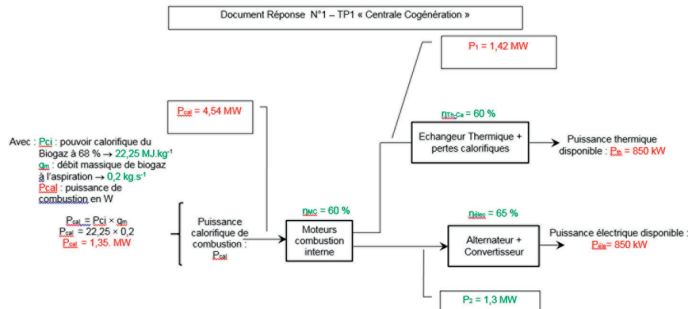 Document Réponse N°1 – TP1 « Centrale Cogénération »
P₁ = 1,42 MW
Pcal = 4,54 MW
ηTh-Ca = 60 %
Echangeur Thermique +
pertes calorifiques
Puissance thermique
disponible : Pth = 850 kW
Avec : Pci : pouvoir calorifique du
Biogaz à 68 % → 22,25 MJ.kg⁻¹
qm : débit massique de biogaz
à l'aspiration → 0,2 kg.s⁻¹
Pcal : puissance de
combustion en W
Pcal = Pci × qm
Pcal = 22,25 × 0,2
Pcal = 1,35. MW
Puissance
calorifique de
combustion :
Pcal
ηMC = 60 %
Moteurs
combustion
interne
ηélec = 65 %
Alternateur +
Convertisseur
Puissance électrique disponible :
Péle= 850 kW
P₂ = 1,3 MW